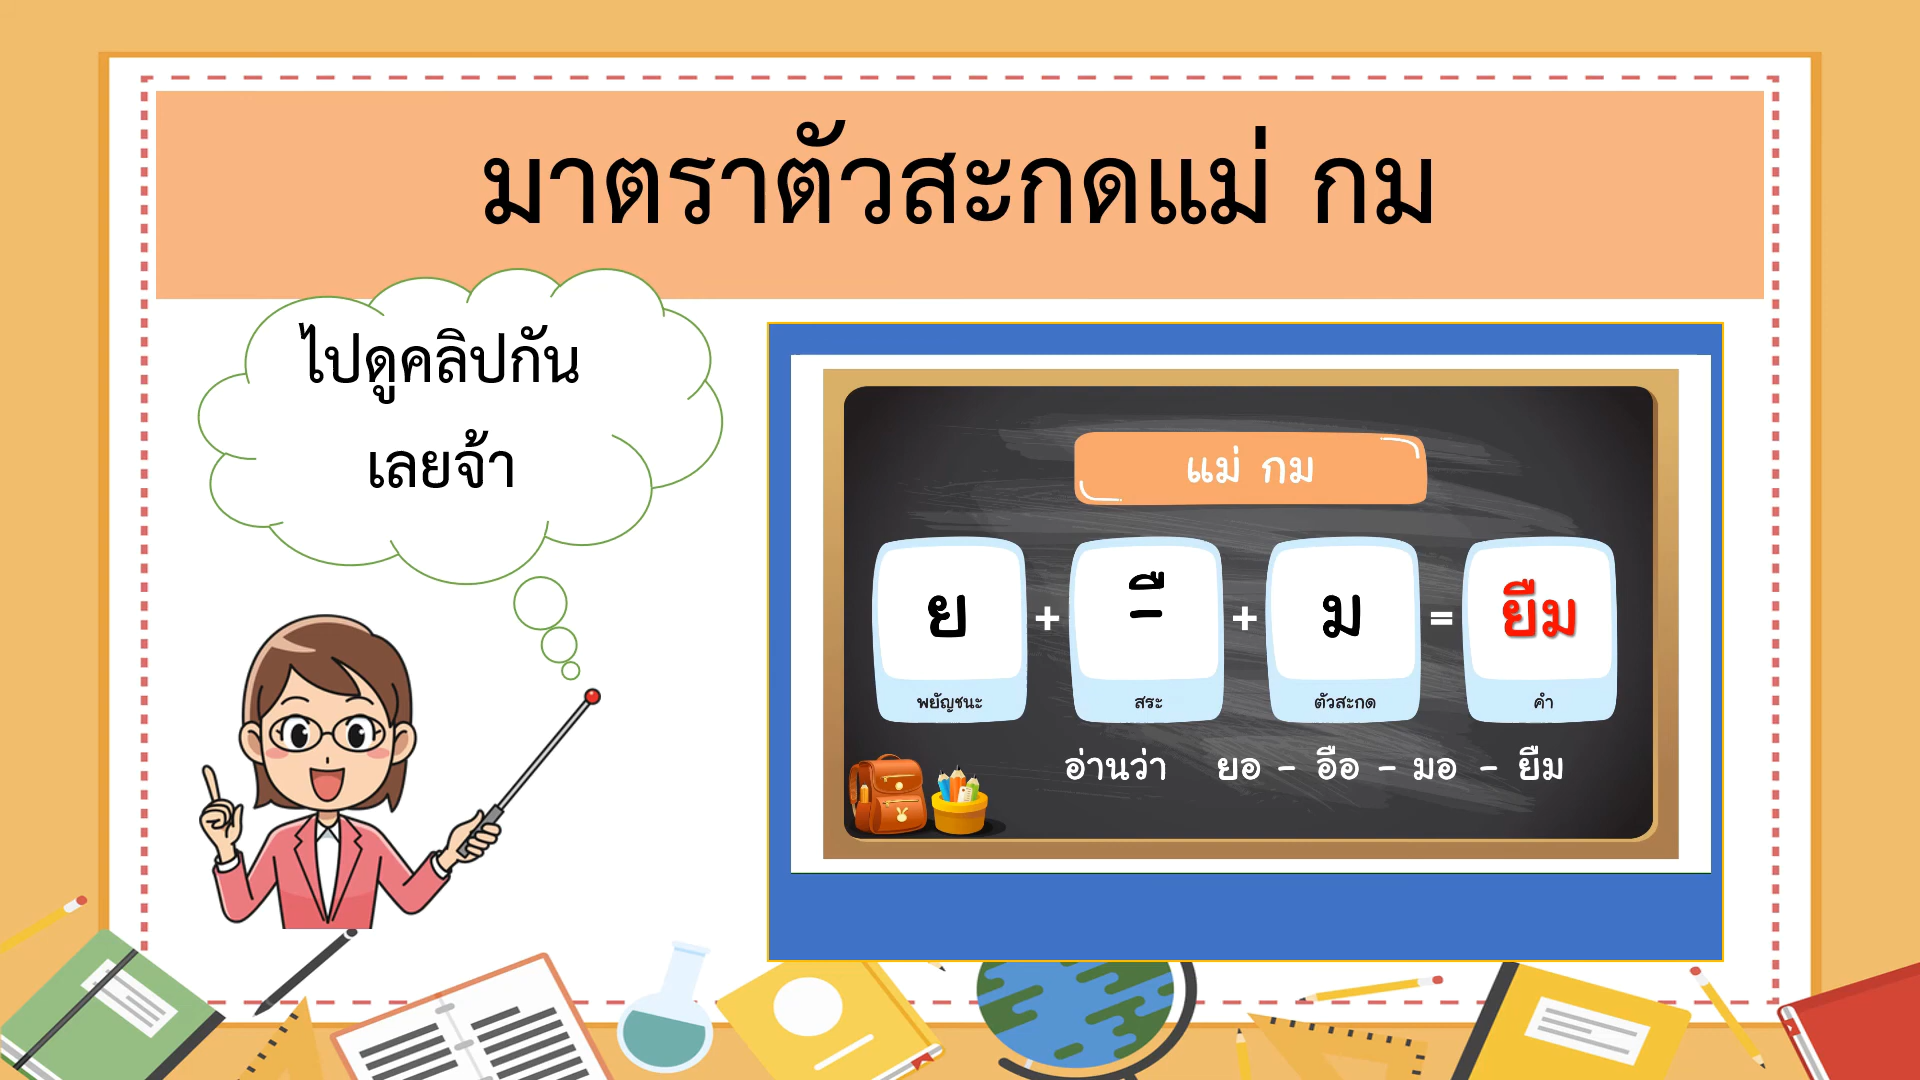 มาตราตัวสะกดแม่ กม
ไปดูคลิปกัน
เลยจ้า
แม่ กม
ย + -ื + ม = ยืม
พยัญชนะ สระ ตัวสะกด คำ
อ่านว่า ยอ - อือ - มอ - ยืม